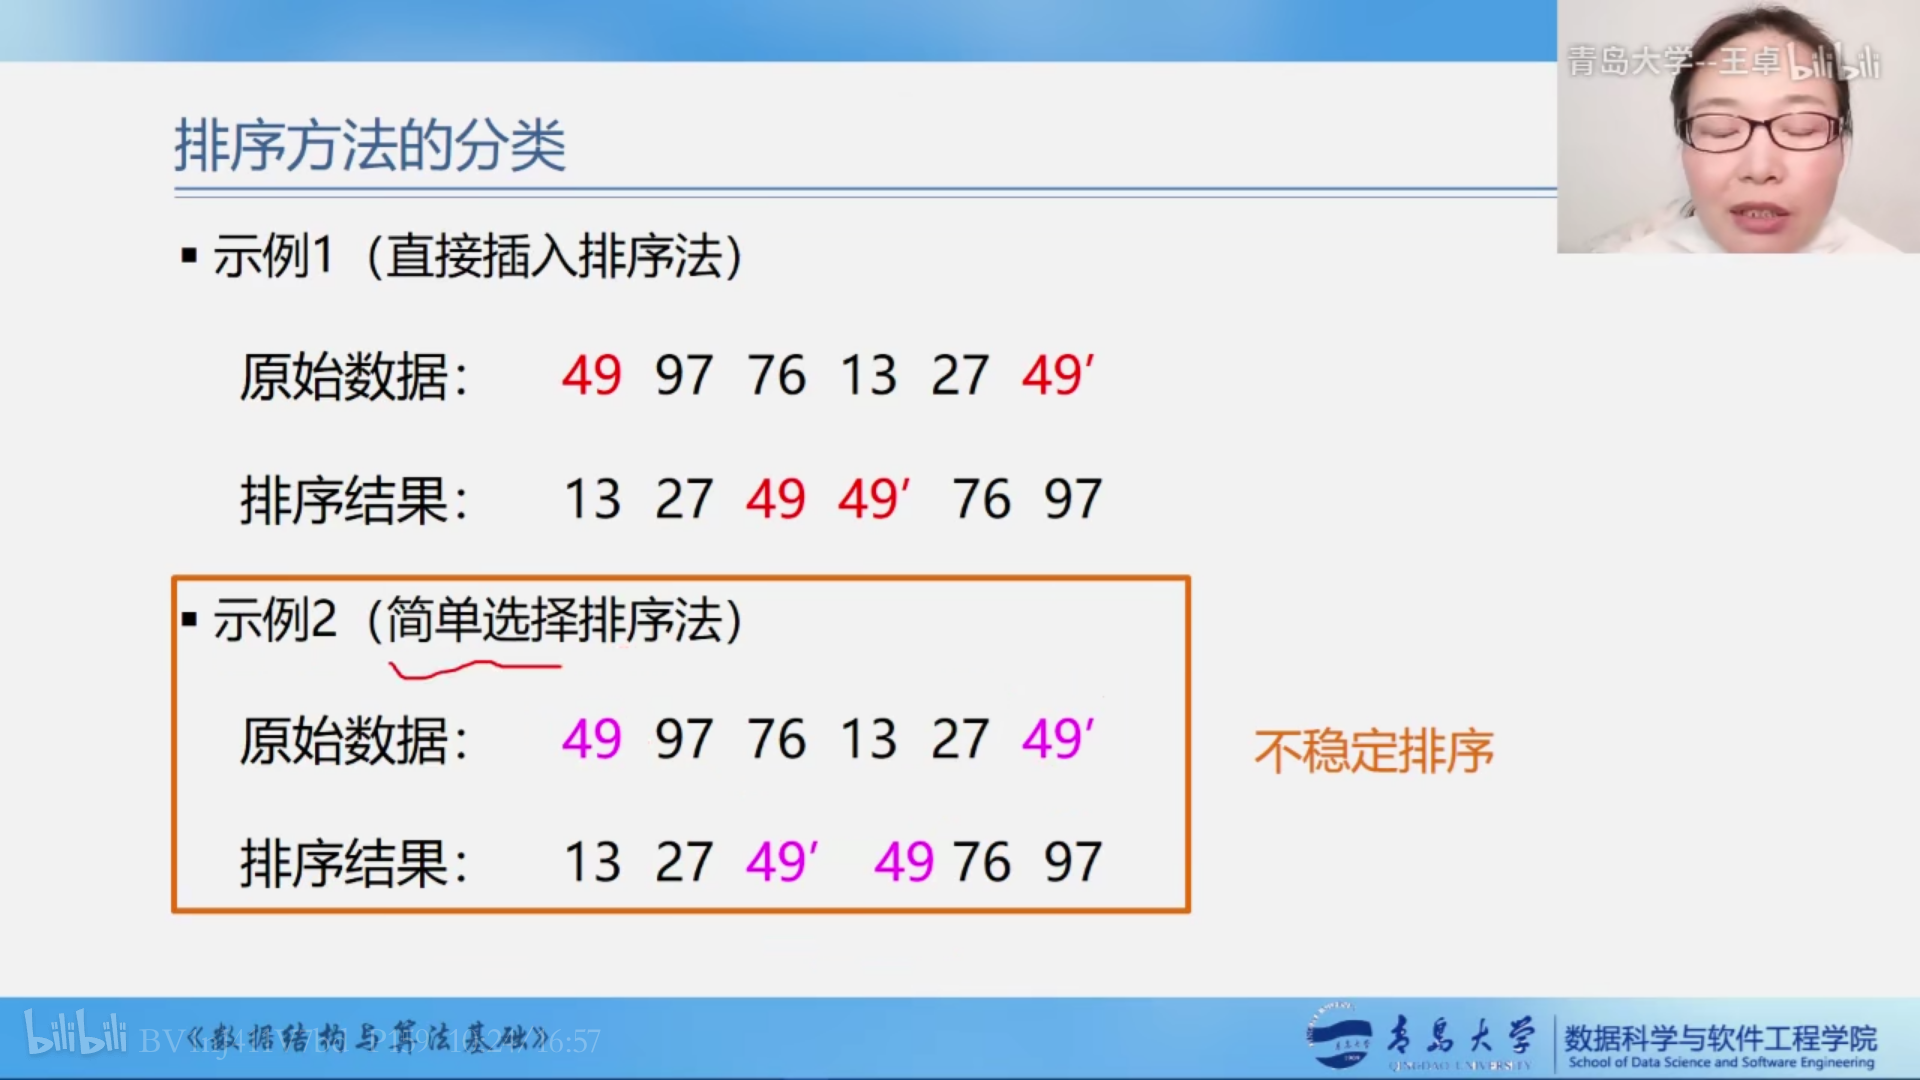 青岛大学--王卓 bilibili
排序方法的分类
▪ 示例1（直接插入排序法）
原始数据： 49 97 76 13 27 49′
排序结果： 13 27 49 49′ 76 97
▪ 示例2（简单选择排序法）
原始数据： 49 97 76 13 27 49′
不稳定排序
排序结果： 13 27 49′ 49 76 97
bilibili
《数据结构与算法基础》
青岛大学
QINGDAO UNIVERSITY
数据科学与软件工程学院
School of Data Science and Software Engineering